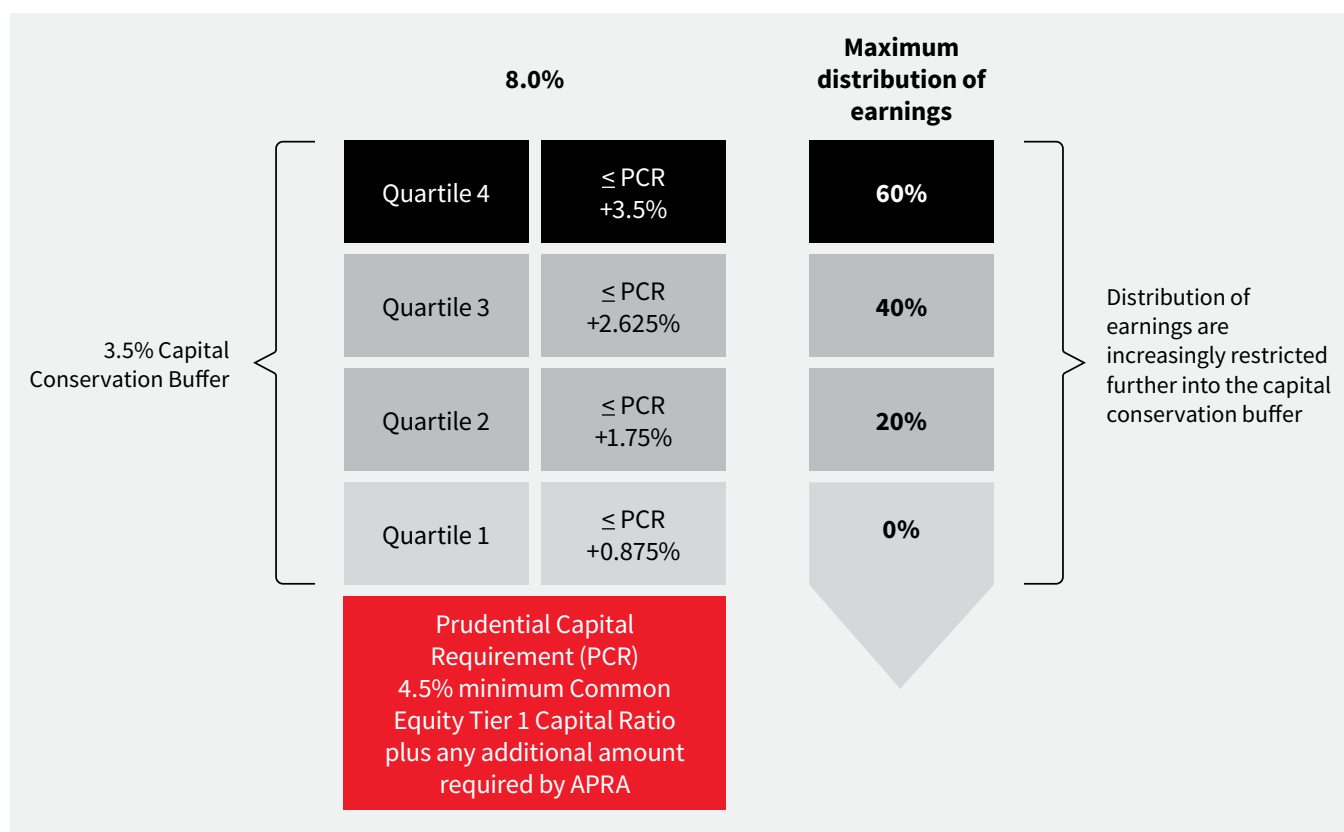 8.0%
Maximum
distribution of
earnings
3.5% Capital
Conservation Buffer
Quartile 4
≤ PCR
+3.5%
60%
Quartile 3
≤ PCR
+2.625%
40%
Quartile 2
≤ PCR
+1.75%
20%
Quartile 1
≤ PCR
+0.875%
0%
Distribution of
earnings are
increasingly restricted
further into the capital
conservation buffer
Prudential Capital
Requirement (PCR)
4.5% minimum Common
Equity Tier 1 Capital Ratio
plus any additional amount
required by APRA